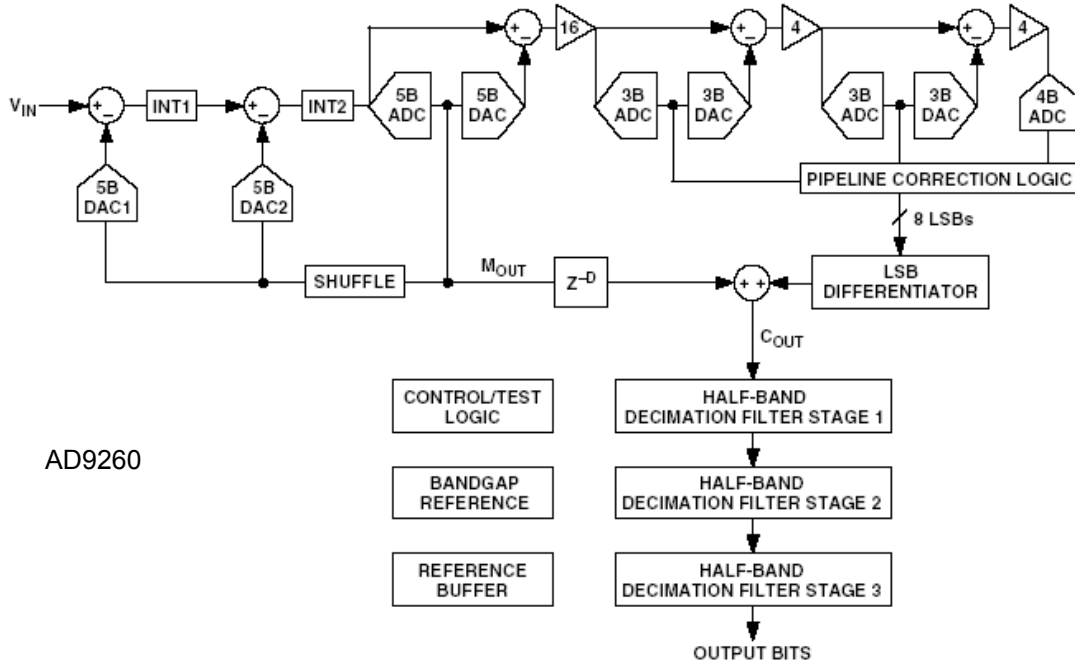 16
4
4
+
−
+
−
+
−
V_IN
+
−
INT1
+
−
INT2
5B
ADC
5B
DAC
3B
ADC
3B
DAC
3B
ADC
3B
DAC
4B
ADC
5B
DAC1
5B
DAC2
PIPELINE CORRECTION LOGIC
8 LSBs
SHUFFLE
M_OUT
Z^–D
+ +
LSB
DIFFERENTIATOR
C_OUT
CONTROL/TEST
LOGIC
HALF-BAND
DECIMATION FILTER STAGE 1
AD9260
BANDGAP
REFERENCE
HALF-BAND
DECIMATION FILTER STAGE 2
REFERENCE
BUFFER
HALF-BAND
DECIMATION FILTER STAGE 3
OUTPUT BITS